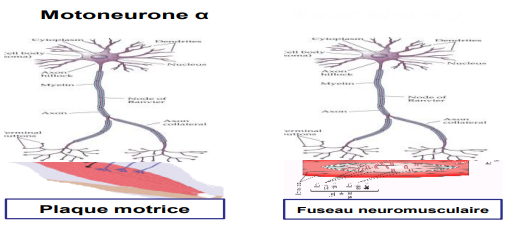 Motoneurone α
Cytoplasm
Dendrites
Cell body
(soma)
Nucleus
Axon
hillock
Myelin
Node of
Ranvier
Axon
Axon
collateral
Terminal
buttons
Plaque motrice
Cytoplasm
Dendrites
Cell body
(soma)
Nucleus
Axon
hillock
Myelin
Node of
Ranvier
Axon
Axon
collateral
Terminal
buttons
Fuseau neuromusculaire